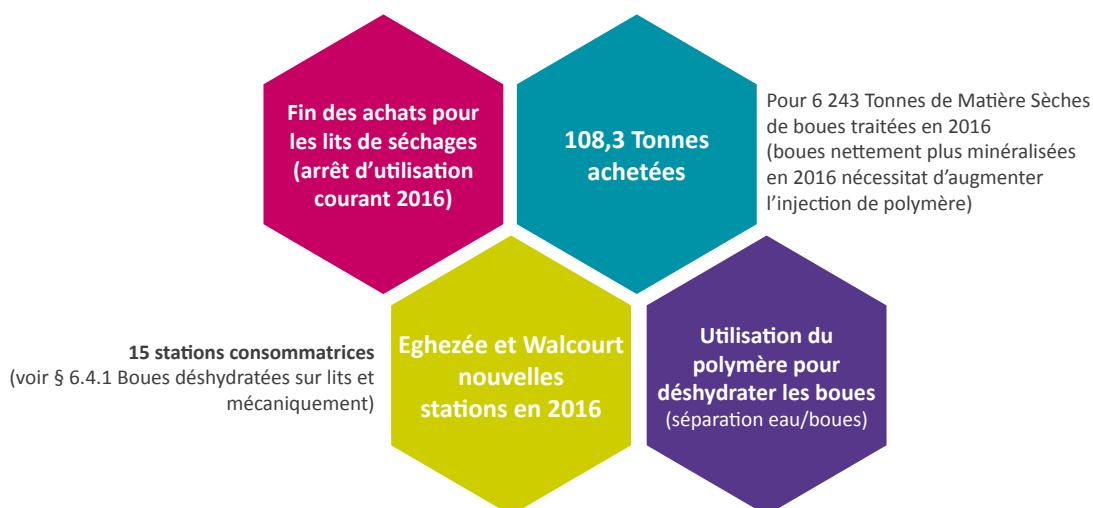 Fin des achats pour
les lits de séchages
(arrêt d'utilisation
courant 2016)
108,3 Tonnes
achetées
Pour 6 243 Tonnes de Matière Sèches
de boues traitées en 2016
(boues nettement plus minéralisées
en 2016 nécessitat d'augmenter
l'injection de polymère)
15 stations consommatrices
(voir § 6.4.1 Boues déshydratées sur lits et
mécaniquement)
Eghezée et Walcourt
nouvelles
stations en 2016
Utilisation du
polymère pour
déshydrater les boues
(séparation eau/boues)